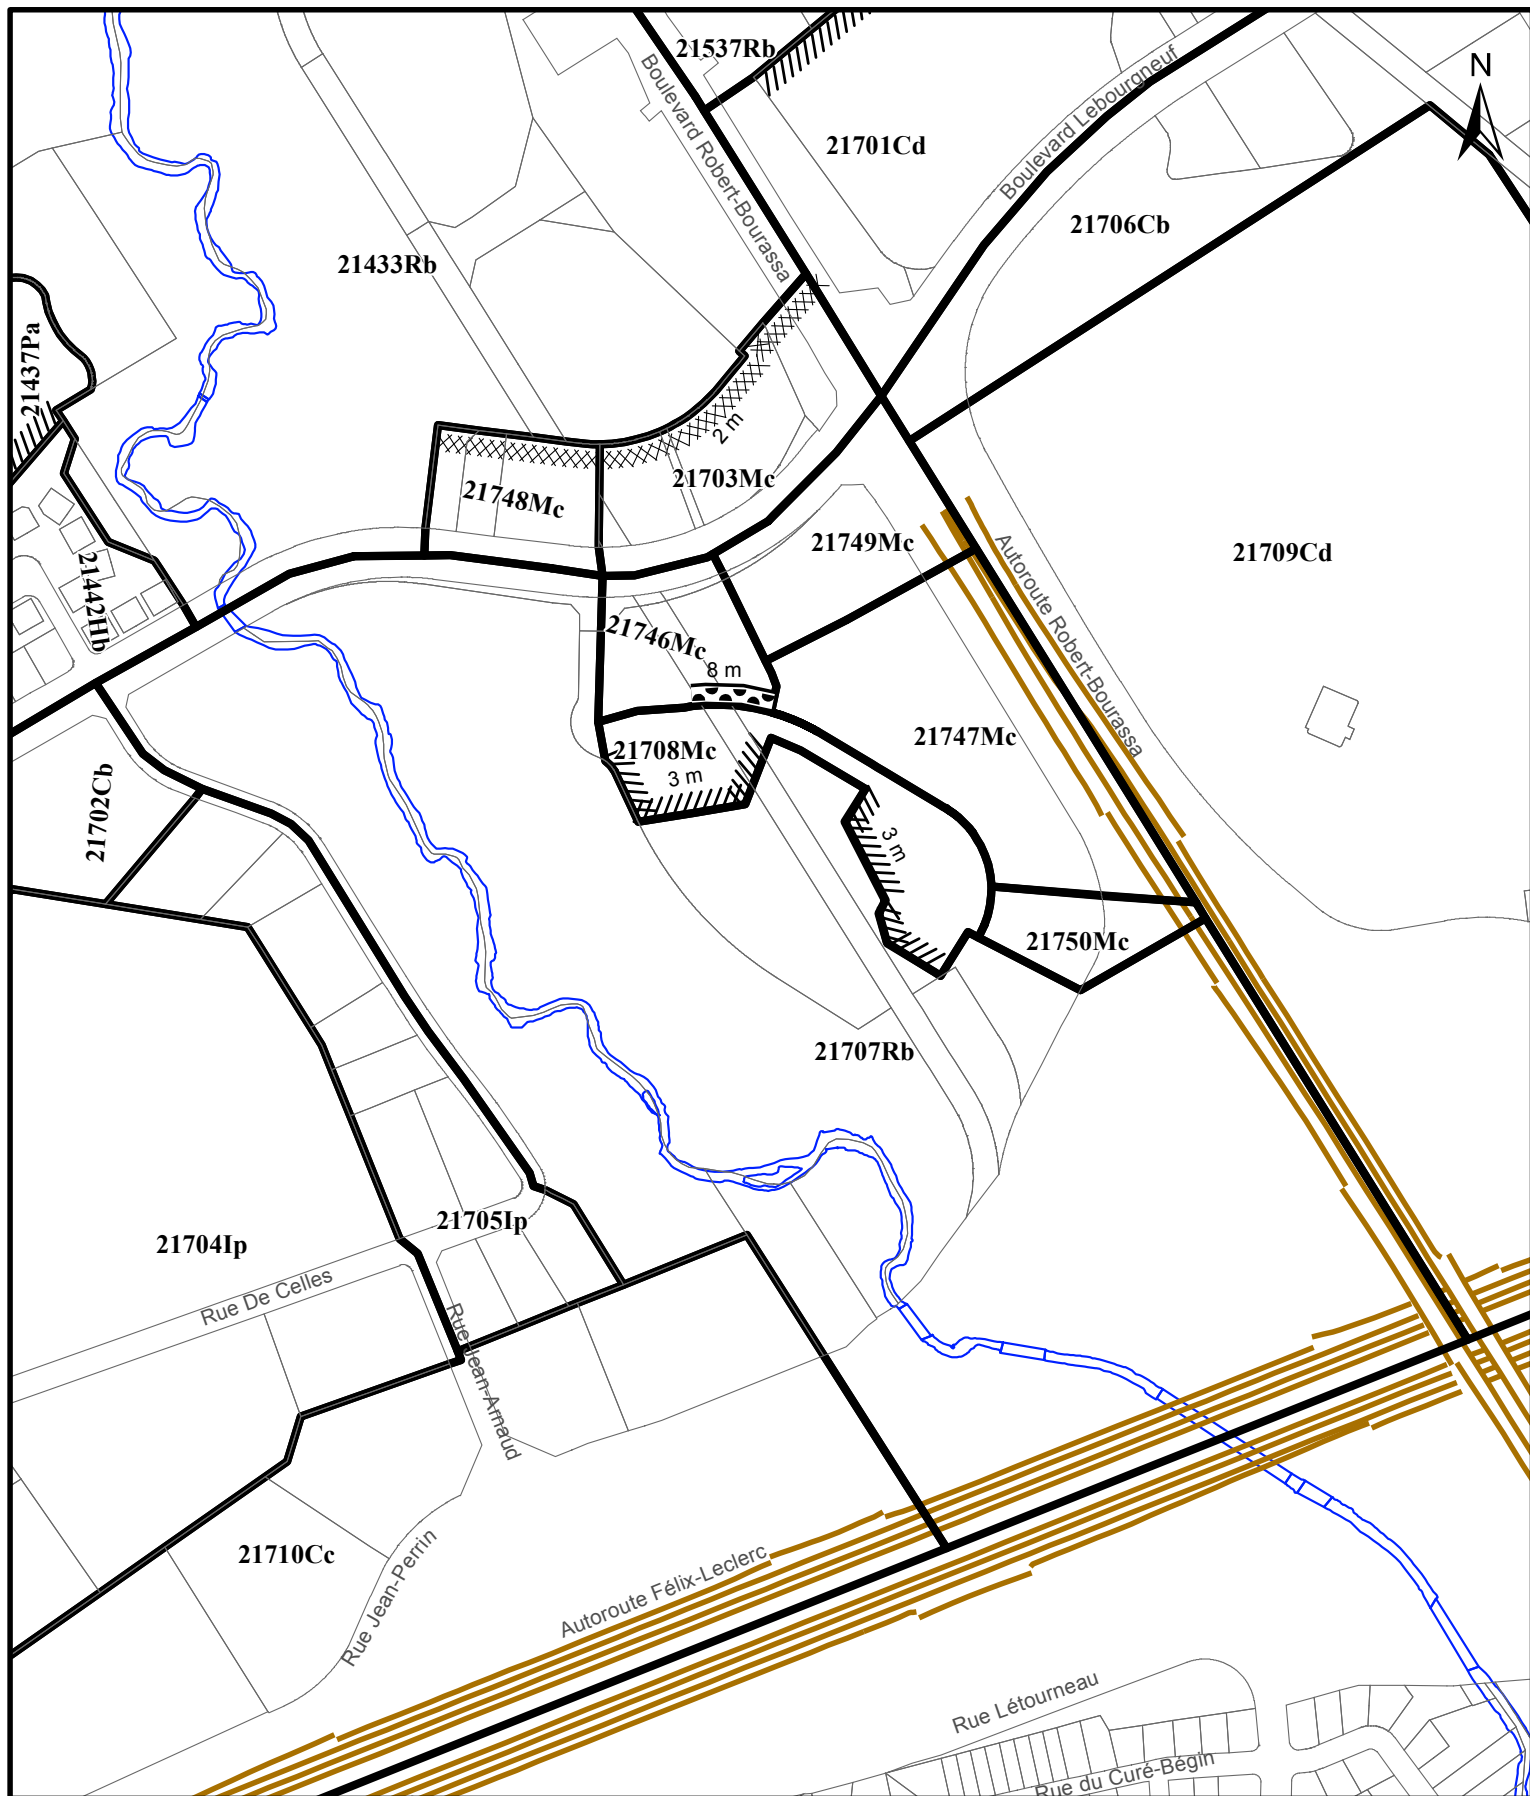 21537Rb
N
Boulevard Robert-Bourassa
Boulevard Lebourgneuf
21701Cd
21706Cb
21433Rb
21437Pa
2 m
21703Mc
21748Mc
21749Mc
21709Cd
Autoroute Robert-Bourassa
21442Hb
21746Mc
8 m
21747Mc
21708Mc
3 m
21702Cb
3 m
21750Mc
21707Rb
21705Ip
21704Ip
Rue De Celles
Rue Jean-Arnaud
21710Cc
Rue Jean-Perrin
Autoroute Félix-Leclerc
Rue Létourneau
Rue du Curé-Bégin